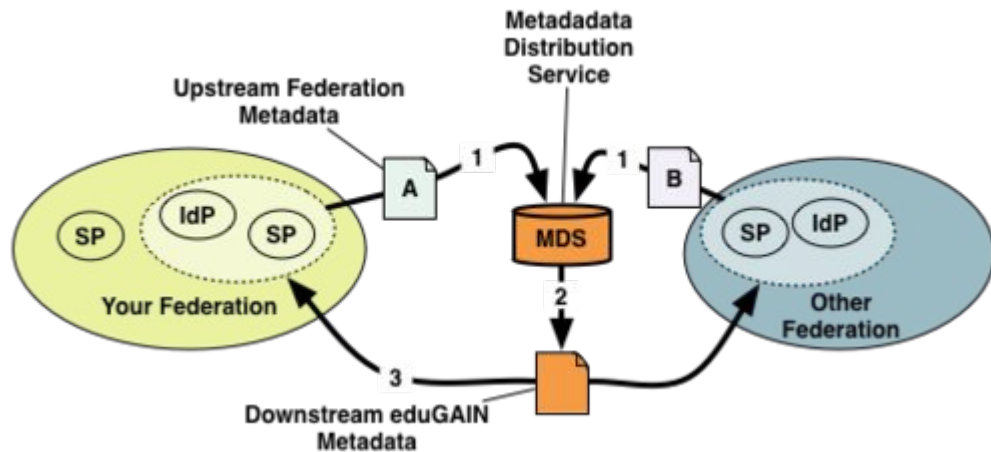 Metadadata
Distribution
Service
Upstream Federation
Metadata
1
1
A
B
IdP
SP
SP
MDS
SP
IdP
2
Your Federation
Other
Federation
3
Downstream eduGAIN
Metadata